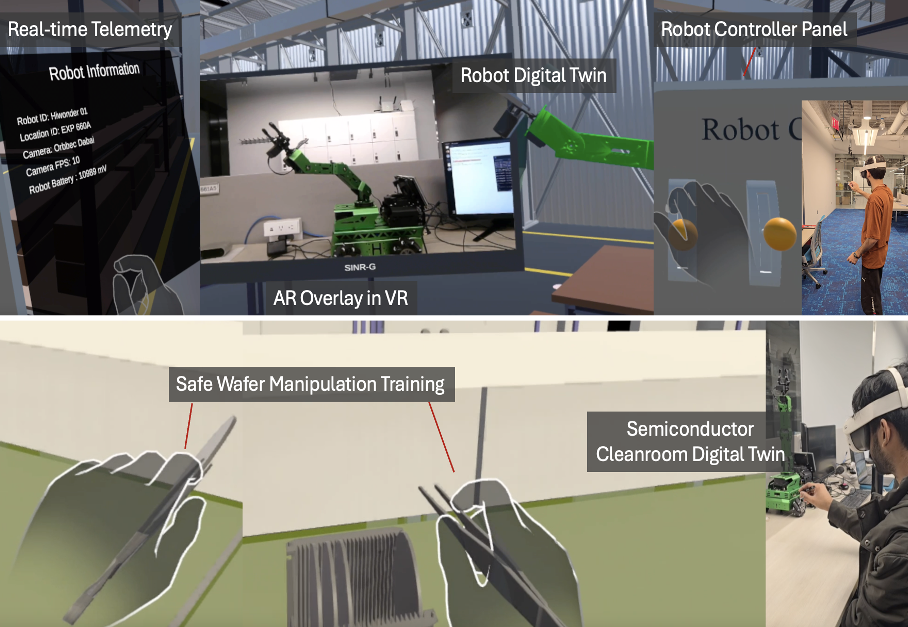 Real-time Telemetry
Robot Information
Robot ID: Hiwonder 01
Location ID: EXP 660A
Camera: Orbbec Dabai
Camera FPS: 10
Robot Battery : 10989 mV
Robot Digital Twin
SINR-G
AR Overlay in VR
Robot Controller Panel
Robot C
Safe Wafer Manipulation Training
Semiconductor
Cleanroom Digital Twin